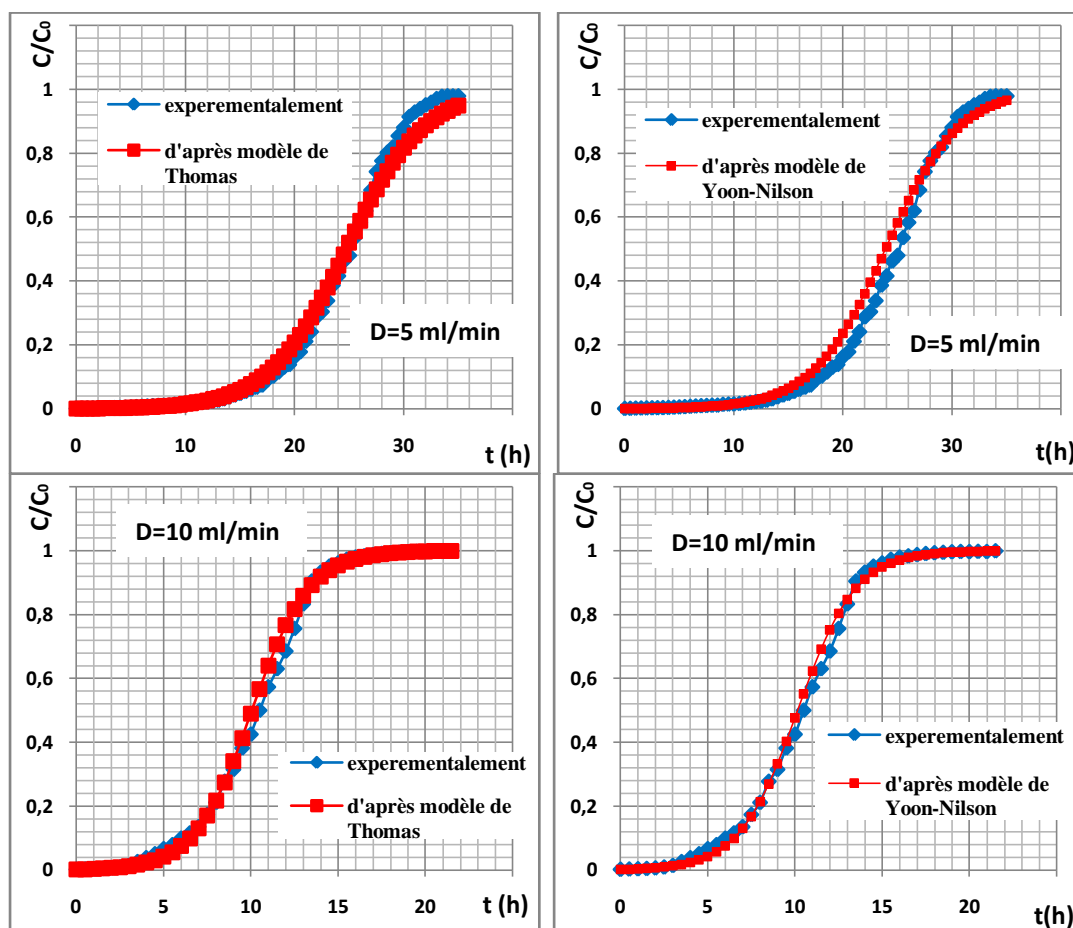 C/C₀
1
0,8
0,6
0,4
0,2
0
expérementalement
d'après modèle de
Thomas
D=5 ml/min
0 10 20 30
t (h)
C/C₀
1
0,8
0,6
0,4
0,2
0
experementalement
d'après modèle de
Yoon-Nilson
D=5 ml/min
0 10 20 30
t(h)
C/C₀
D=10 ml/min
1
0,8
0,6
0,4
0,2
0
experementalement
d'après modèle de
Thomas
0 5 10 15 20
t (h)
C/C₀
D=10 ml/min
1
0,8
0,6
0,4
0,2
0
experementalement
d'après modèle de
Yoon-Nilson
0 5 10 15 20
t(h)